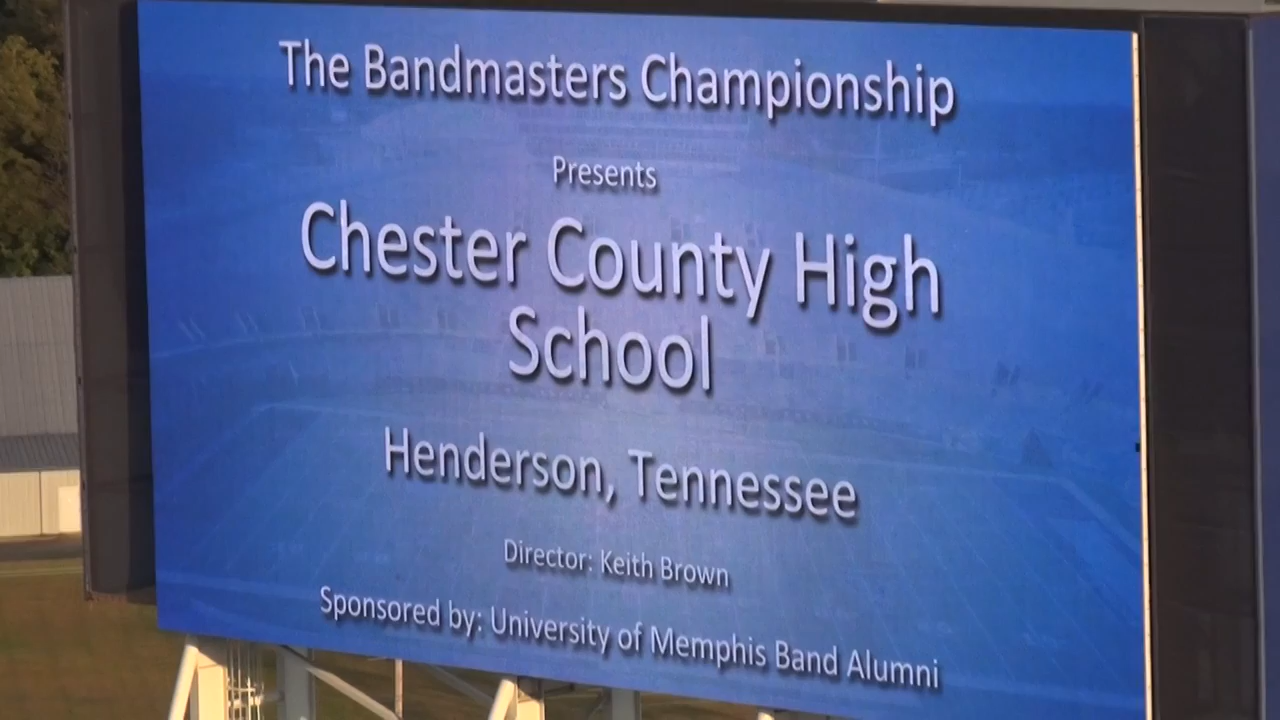 The Bandmasters Championship
Presents
Chester County High
School
Henderson, Tennessee
Director: Keith Brown
Sponsored by: University of Memphis Band Alumni